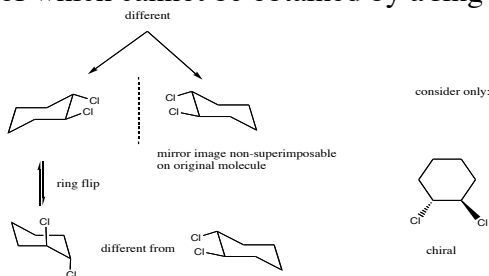 different
Cl
Cl
Cl
Cl
consider only:
mirror image non-superimposable
on original molecule
ring flip
Cl
Cl
different from
Cl
Cl
Cl
Cl
chiral